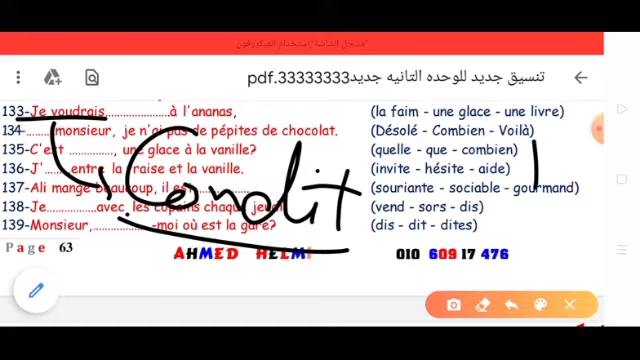 مسجل الشاشة "إستخدام الميكروفون"
تنسيق جديد للوحده التانيه جديد33333333.pdf
133-Je voudrais.....................à l'ananas, (la faim - une glace - une livre)
134-.........monsieur, je n'ai pas de pépites de chocolat. (Désolé - Combien - Voilà)
135-C'est ............, une glace à la vanille? (quelle - que - combien)
136-J'.......entre la fraise et la vanille. (invite - hésite - aide)
137-Ali mange beaucoup, il est ............ (souriante - sociable - gourmand)
138-Je................avec les copains chaque jeudi. (vend - sors - dis)
139-Monsieur,..................-moi où est la gare? (dis - dit - dites)
Condit
Page 63 AHMED HELMI 010 609 17 476